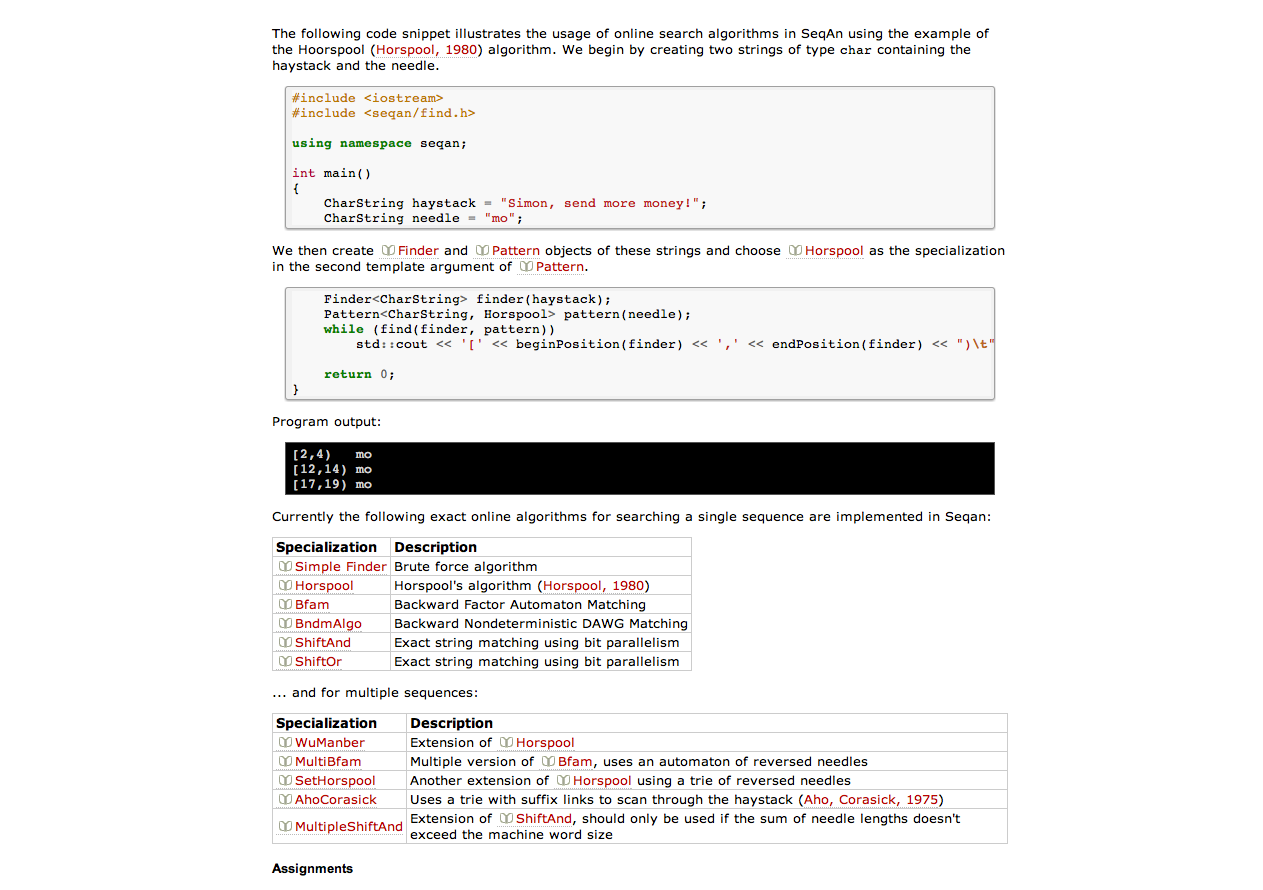 The following code snippet illustrates the usage of online search algorithms in SeqAn using the example of
the Hoorspool (Horspool, 1980) algorithm. We begin by creating two strings of type char containing the
haystack and the needle.
#include <iostream>
#include <seqan/find.h>
using namespace seqan;
int main()
{
    CharString haystack = "Simon, send more money!";
    CharString needle = "mo";
We then create Finder and Pattern objects of these strings and choose Horspool as the specialization
in the second template argument of Pattern.
    Finder<CharString> finder(haystack);
    Pattern<CharString, Horspool> pattern(needle);
    while (find(finder, pattern))
        std::cout << '[' << beginPosition(finder) << ',' << endPosition(finder) << ")\t"
    return 0;
}
Program output:
[2,4)   mo
[12,14) mo
[17,19) mo
Currently the following exact online algorithms for searching a single sequence are implemented in Seqan:
Specialization Description
Simple Finder Brute force algorithm
Horspool Horspool's algorithm (Horspool, 1980)
Bfam Backward Factor Automaton Matching
BndmAlgo Backward Nondeterministic DAWG Matching
ShiftAnd Exact string matching using bit parallelism
ShiftOr Exact string matching using bit parallelism
... and for multiple sequences:
Specialization Description
WuManber Extension of Horspool
MultiBfam Multiple version of Bfam, uses an automaton of reversed needles
SetHorspool Another extension of Horspool using a trie of reversed needles
AhoCorasick Uses a trie with suffix links to scan through the haystack (Aho, Corasick, 1975)
MultipleShiftAnd Extension of ShiftAnd, should only be used if the sum of needle lengths doesn't
exceed the machine word size
Assignments